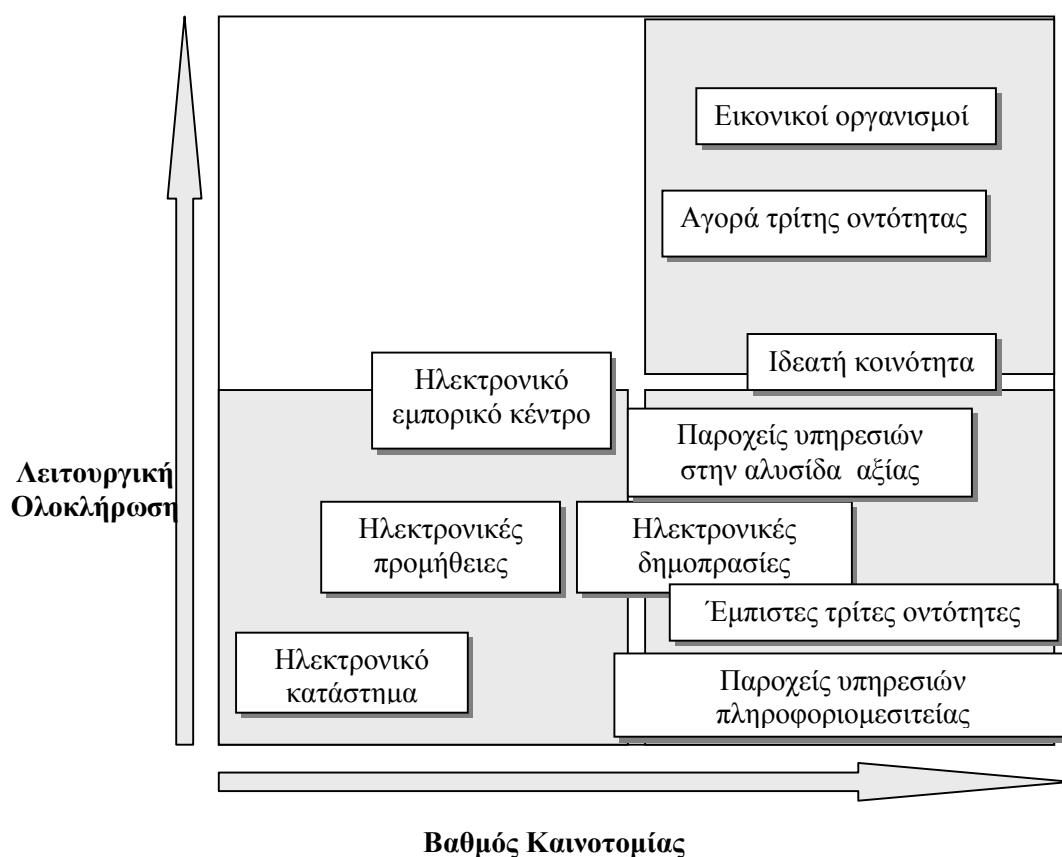 Εικονικοί οργανισμοί
Αγορά τρίτης οντότητας
Ιδεατή κοινότητα
Ηλεκτρονικό
εμπορικό κέντρο
Παροχείς υπηρεσιών
στην αλυσίδα αξίας
Λειτουργική
Ολοκλήρωση
Ηλεκτρονικές
προμήθειες
Ηλεκτρονικές
δημοπρασίες
Έμπιστες τρίτες οντότητες
Ηλεκτρονικό
κατάστημα
Παροχείς υπηρεσιών
πληροφοριομεσιτείας
Βαθμός Καινοτομίας